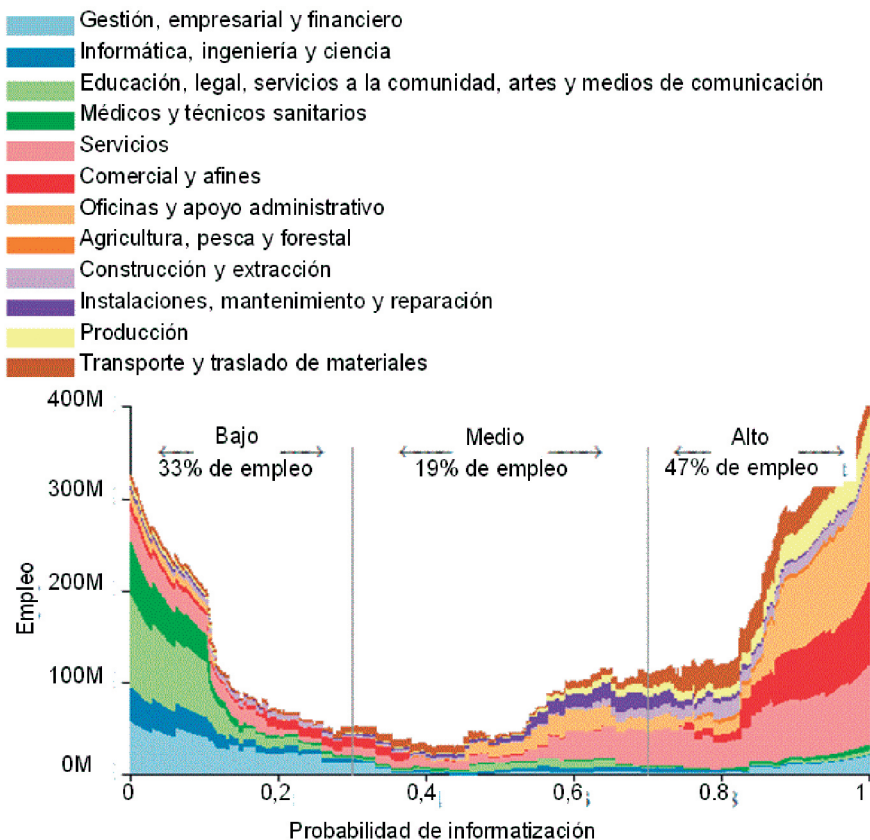 Gestión, empresarial y financiero
Informática, ingeniería y ciencia
Educación, legal, servicios a la comunidad, artes y medios de comunicación
Médicos y técnicos sanitarios
Servicios
Comercial y afines
Oficinas y apoyo administrativo
Agricultura, pesca y forestal
Construcción y extracción
Instalaciones, mantenimiento y reparación
Producción
Transporte y traslado de materiales
400M
Bajo Medio Alto
33% de empleo 19% de empleo 47% de empleo
300M
200M
Empleo
100M
0M
0 0,2 0,4 0,6 0.8 1
Probabilidad de informatización